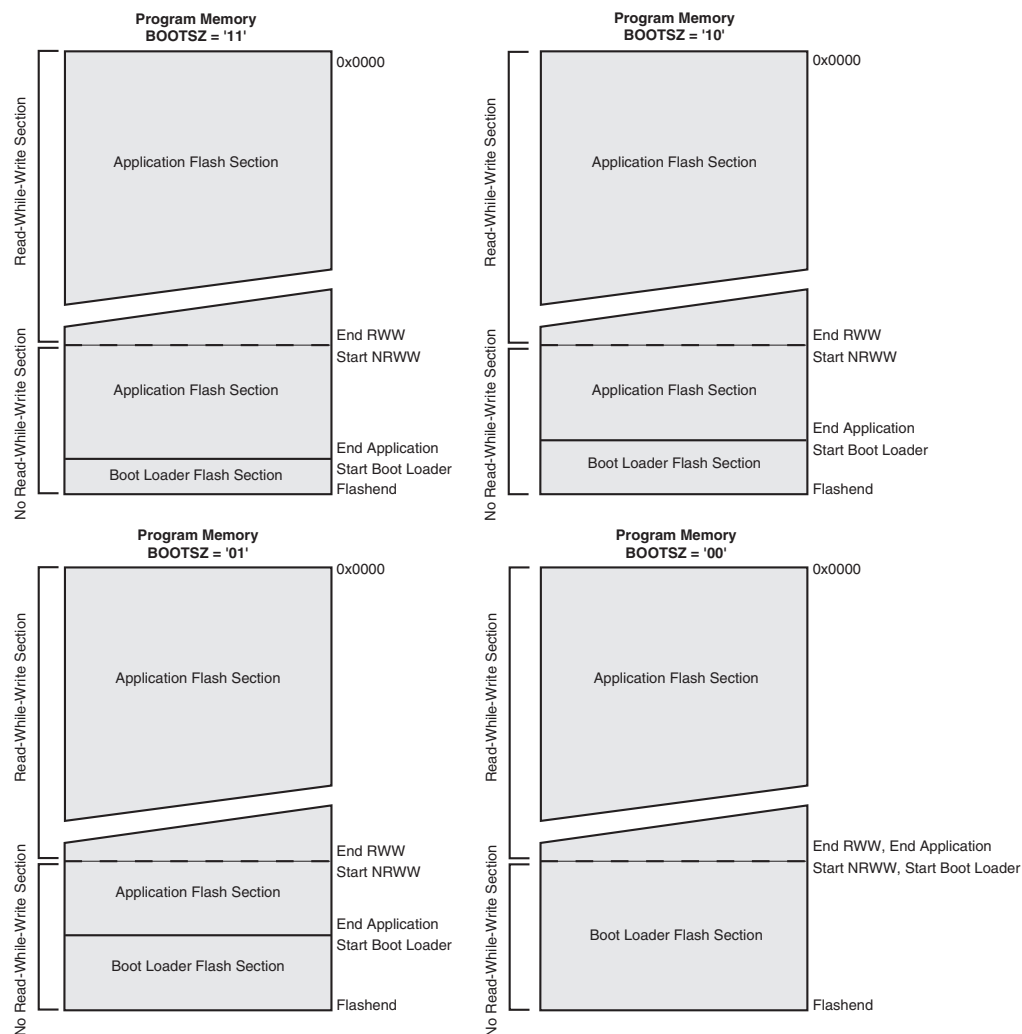 Program Memory
BOOTSZ = '11'
0x0000
Read-While-Write Section
Application Flash Section
End RWW
Start NRWW
No Read-While-Write Section
Application Flash Section
End Application
Start Boot Loader
Boot Loader Flash Section
Flashend
Program Memory
BOOTSZ = '10'
0x0000
Read-While-Write Section
Application Flash Section
End RWW
Start NRWW
No Read-While-Write Section
Application Flash Section
End Application
Start Boot Loader
Boot Loader Flash Section
Flashend
Program Memory
BOOTSZ = '01'
0x0000
Read-While-Write Section
Application Flash Section
End RWW
Start NRWW
No Read-While-Write Section
Application Flash Section
End Application
Start Boot Loader
Boot Loader Flash Section
Flashend
Program Memory
BOOTSZ = '00'
0x0000
Read-While-Write Section
Application Flash Section
End RWW, End Application
Start NRWW, Start Boot Loader
No Read-While-Write Section
Boot Loader Flash Section
Flashend